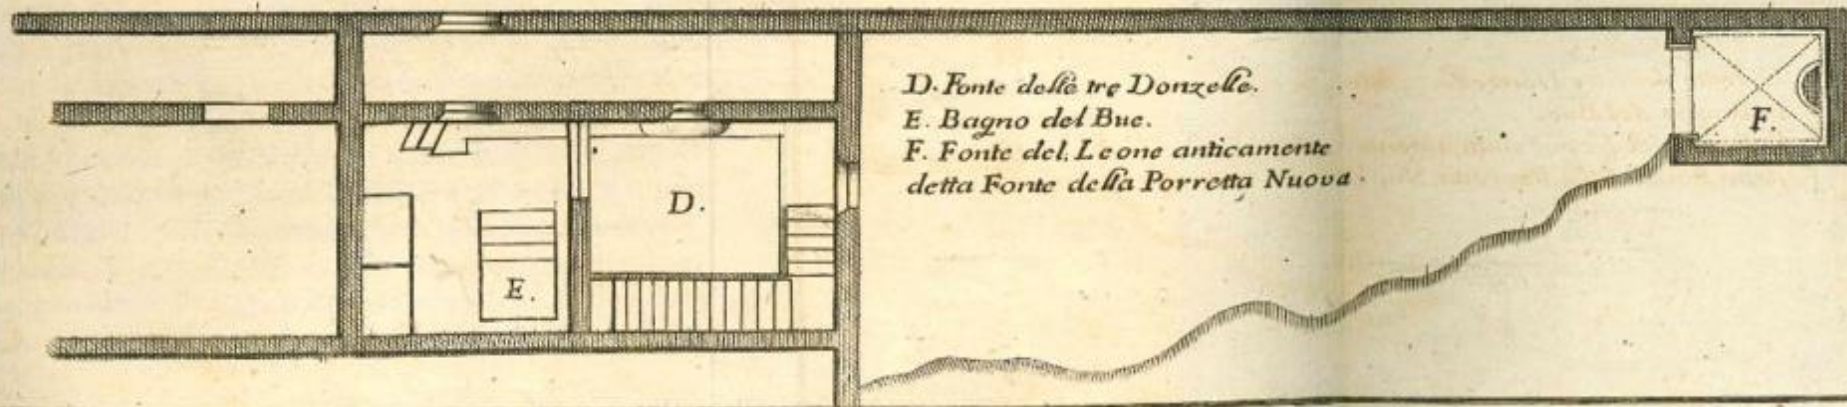 D. Fonte delle tre Donzelle.
E. Bagno del Bue.
F. Fonte del Leone anticamente
detta Fonte della Porretta Nuova.
D.
E.
F.